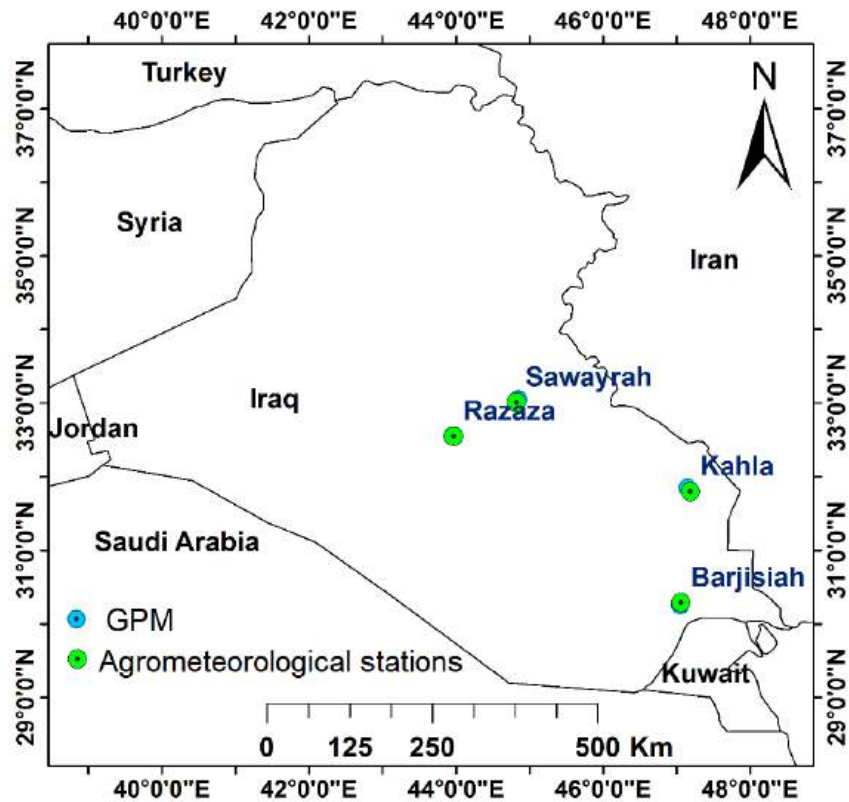 40°0'0"E 42°0'0"E 44°0'0"E 46°0'0"E 48°0'0"E
Turkey
N
37°0'0"N
37°0'0"N
Syria
Iran
35°0'0"N
35°0'0"N
Sawayrah
Iraq
Razaza
33°0'0"N
33°0'0"N
Jordan
Kahla
Saudi Arabia
31°0'0"N
31°0'0"N
Barjisiah
GPM
Agrometeorological stations
Kuwait
29°0'0"N
29°0'0"N
0 125 250 500 Km
40°0'0"E 42°0'0"E 44°0'0"E 46°0'0"E 48°0'0"E